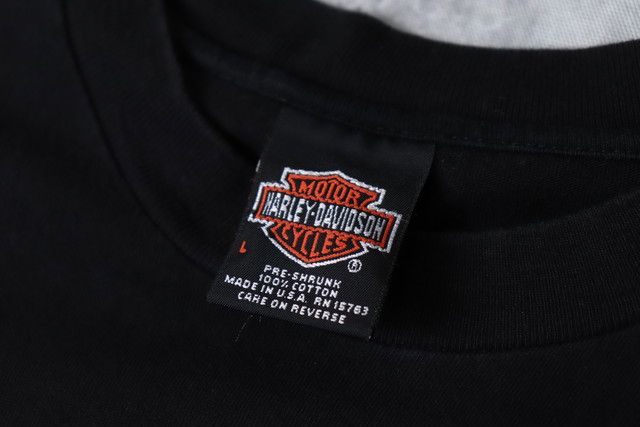 MOTOR
HARLEY-DAVIDSON
CYCLES
®
L
PRE-SHRUNK
100% COTTON
MADE IN U.S.A. RN 15763
CARE ON REVERSE